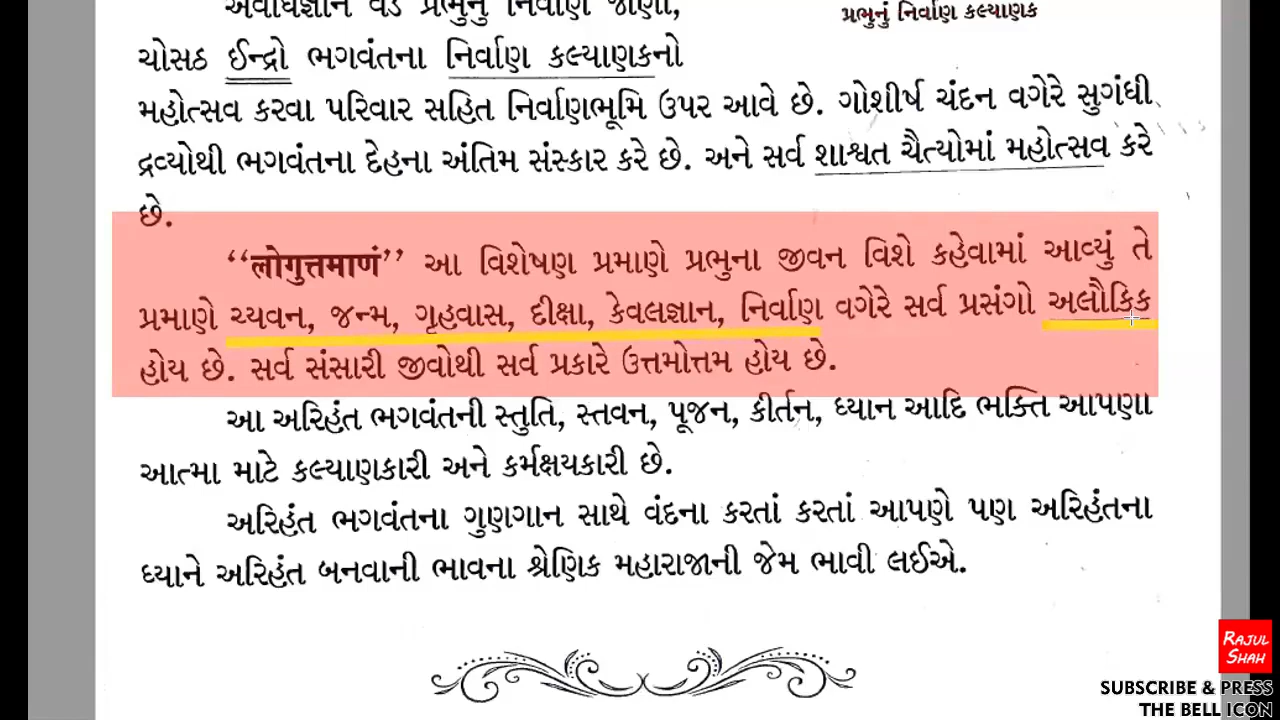 અવધિજ્ઞાન વડે પ્રભુનું નિર્વાણ જાણી,
પ્રભુનું નિર્વાણ કલ્યાણક
ચોસઠ ઈન્દ્રો ભગવંતના નિર્વાણ કલ્યાણકનો
મહોત્સવ કરવા પરિવાર સહિત નિર્વાણભૂમિ ઉપર આવે છે. ગોશીર્ષ ચંદન વગેરે સુગંધી
દ્રવ્યોથી ભગવંતના દેહના અંતિમ સંસ્કાર કરે છે. અને સર્વ શાશ્વત ચૈત્યોમાં મહોત્સવ કરે
છે.
“लोगुत्तमाणं” આ વિશેષણ પ્રમાણે પ્રભુના જીવન વિશે કહેવામાં આવ્યું તે
પ્રમાણે ચ્યવન, જન્મ, ગૃહવાસ, દીક્ષા, કેવલજ્ઞાન, નિર્વાણ વગેરે સર્વ પ્રસંગો અલૌકિક
હોય છે. સર્વ સંસારી જીવોથી સર્વ પ્રકારે ઉત્તમોત્તમ હોય છે.
આ અરિહંત ભગવંતની સ્તુતિ, સ્તવન, પૂજન, કીર્તન, ધ્યાન આદિ ભક્તિ આપણા
આત્મા માટે કલ્યાણકારી અને કર્મક્ષયકારી છે.
અરિહંત ભગવંતના ગુણગાન સાથે વંદના કરતાં કરતાં આપણે પણ અરિહંતના
ધ્યાને અરિહંત બનવાની ભાવના શ્રેણિક મહારાજાની જેમ ભાવી લઈએ.
RAJUL
SHAH
SUBSCRIBE & PRESS
THE BELL ICON